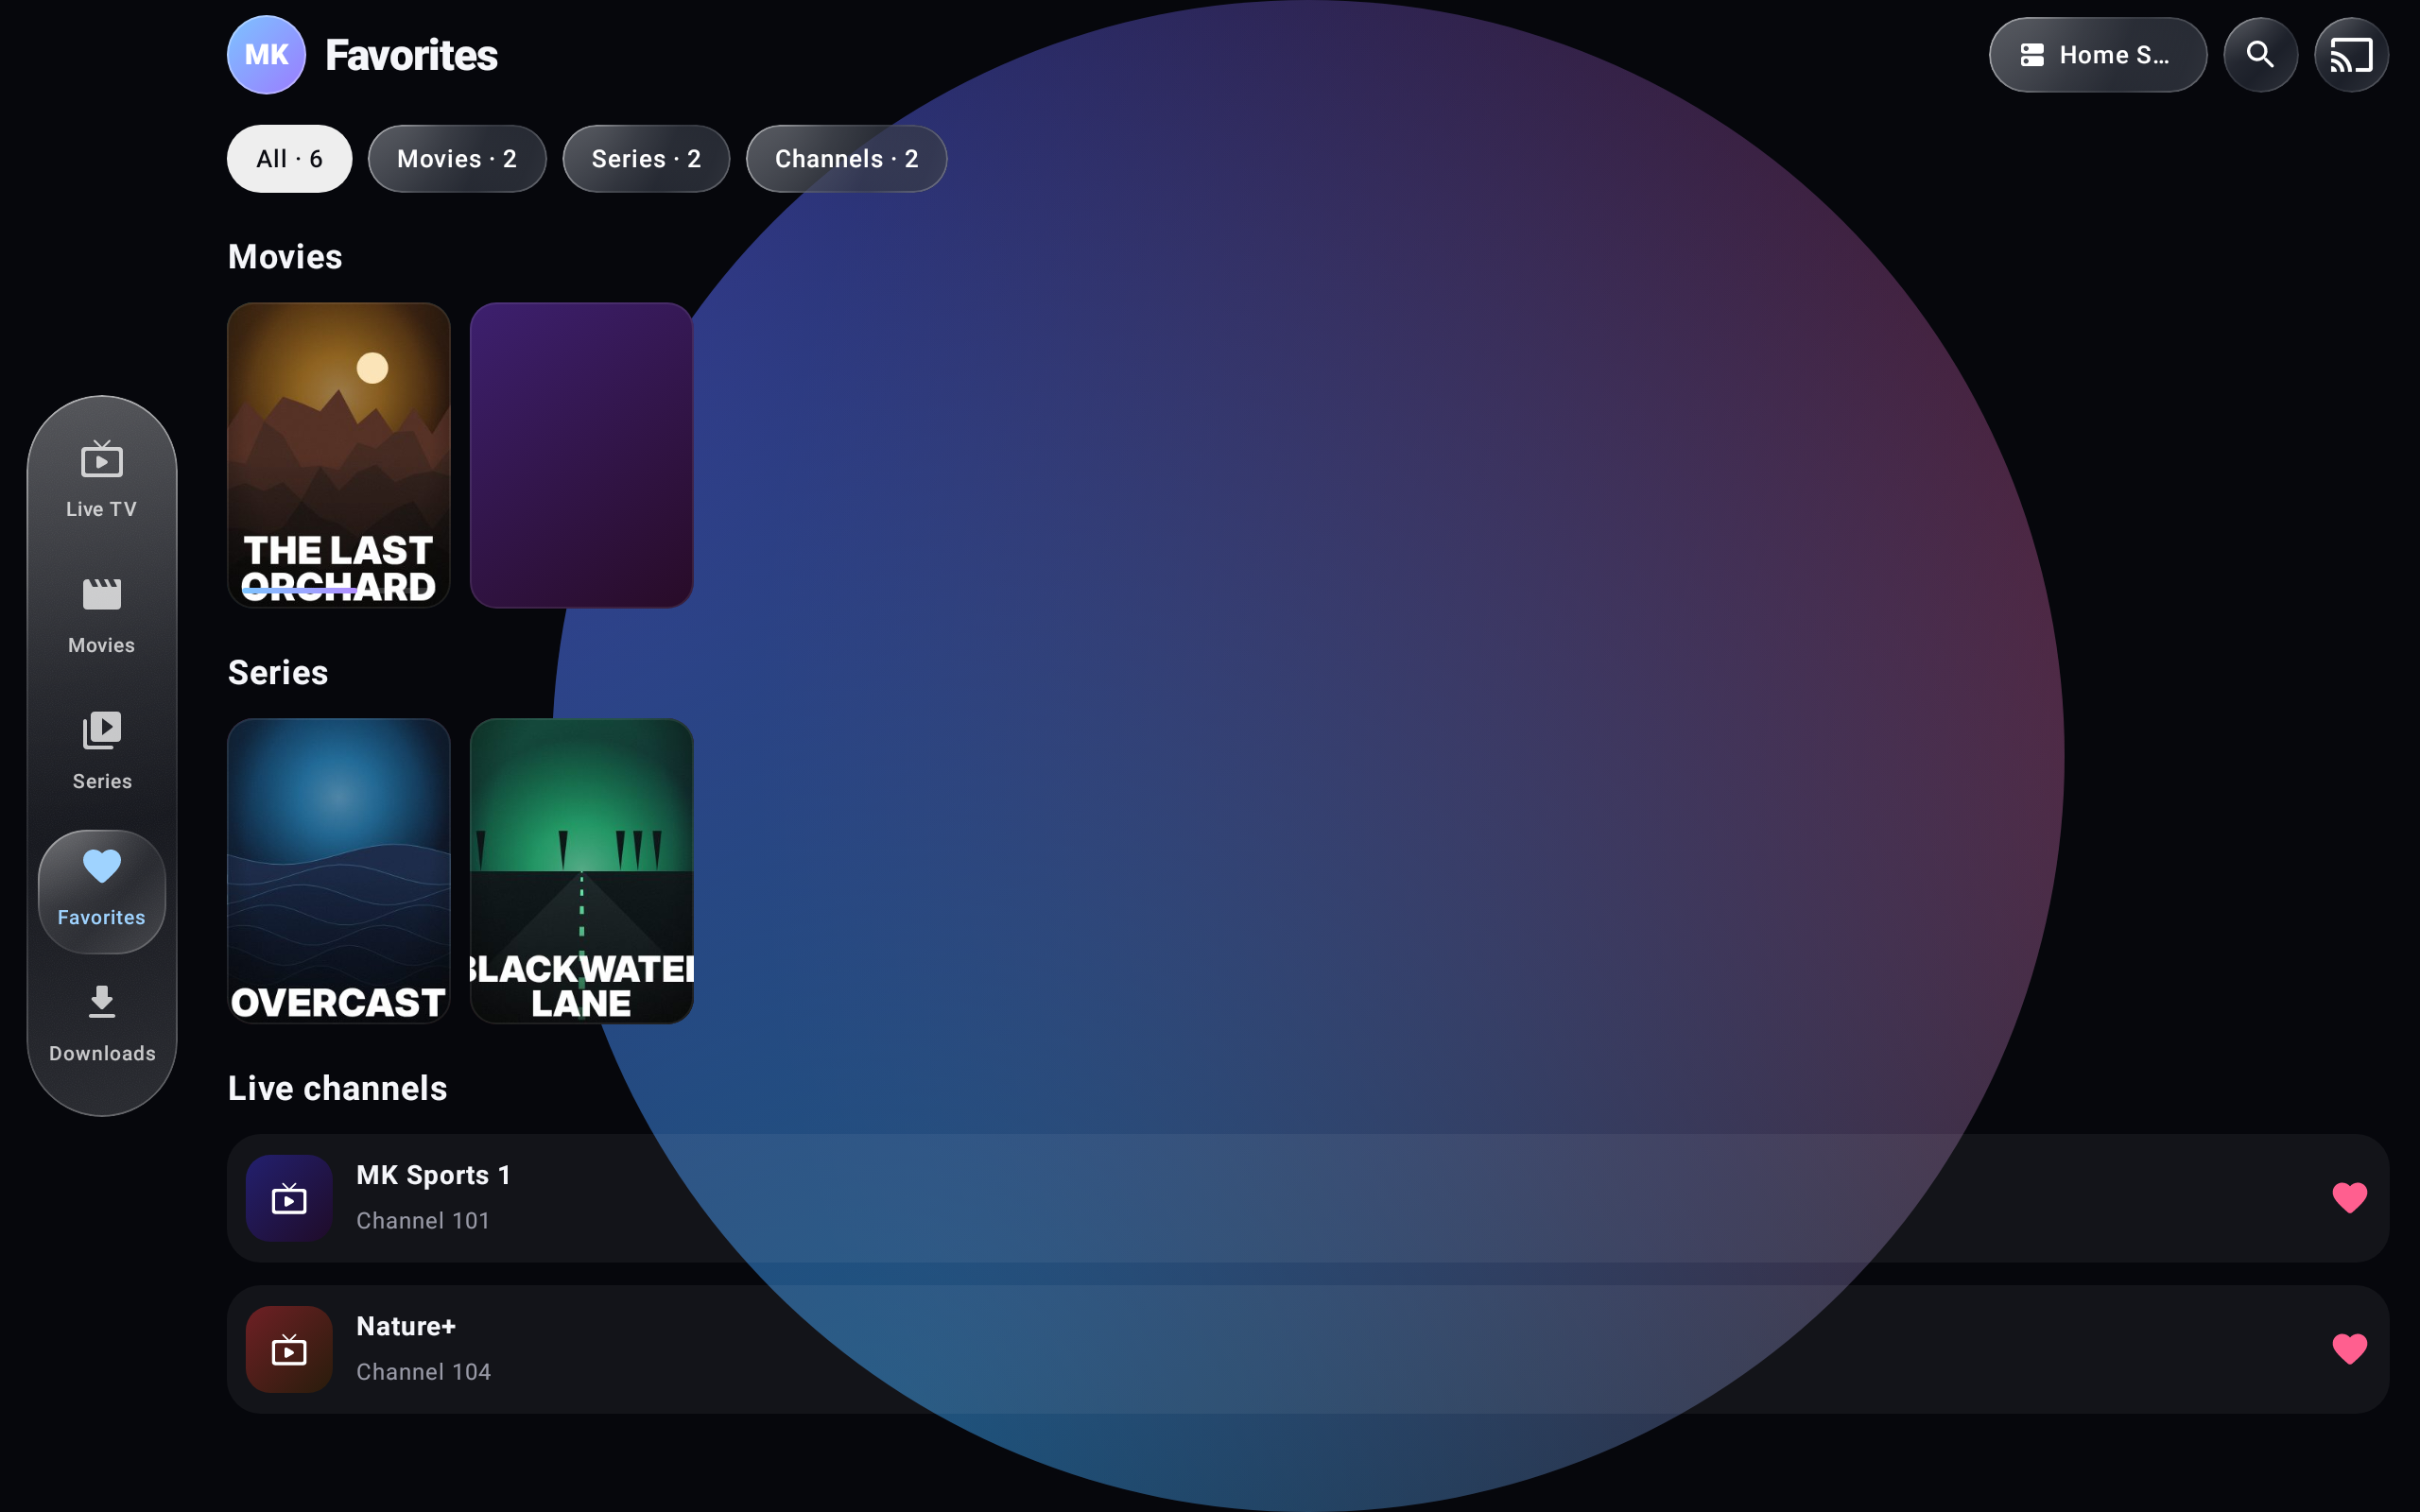 MK
Favorites
Home S...
All · 6
Movies · 2
Series · 2
Channels · 2
Movies
THE LAST
ORCHARD
Live TV
Movies
Series
Favorites
Downloads
Series
OVERCAST
BLACKWATER
LANE
Live channels
MK Sports 1
Channel 101
Nature+
Channel 104